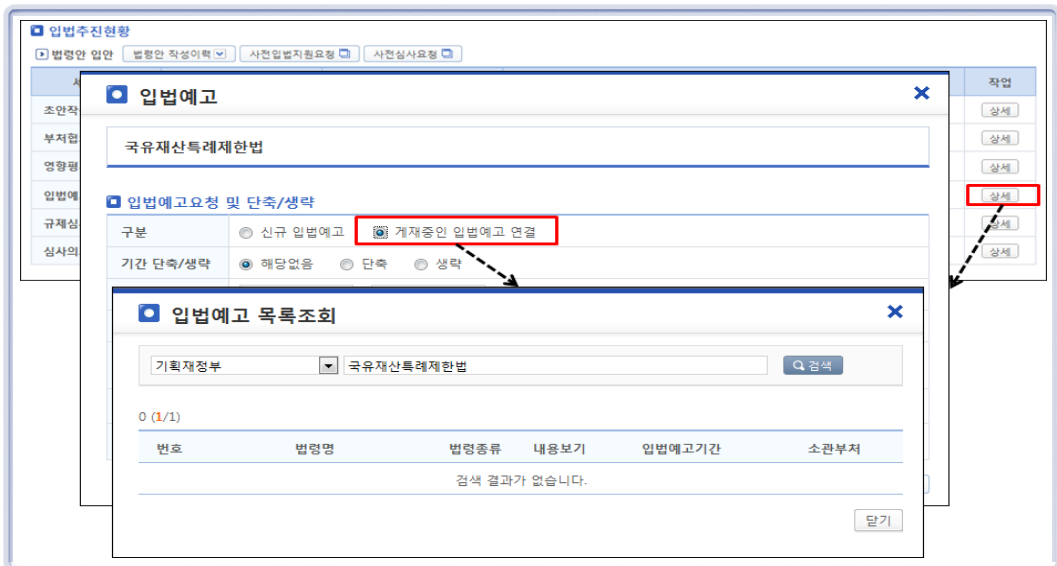 입법추진현황
법령안 입안 법령안 작성이력 사전입법지원요청 사전심사요청
작업
초안작 상세
부처협 상세
영향평 상세
입법예 상세
규제심 상세
심사의 상세
입법예고
국유재산특례제한법
입법예고요청 및 단축/생략
구분 신규 입법예고 게재중인 입법예고 연결
기간 단축/생략 해당없음 단축 생략
입법예고 목록조회
기획재정부 국유재산특례제한법 검색
0 (1/1)
번호 법령명 법령종류 내용보기 입법예고기간 소관부처
검색 결과가 없습니다.
닫기